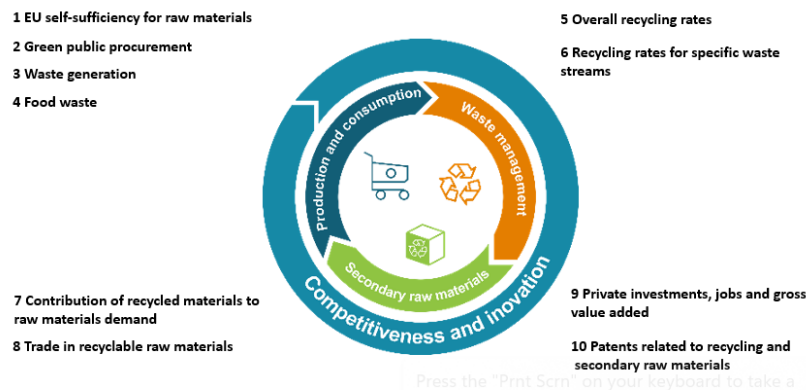 1 EU self-sufficiency for raw materials
2 Green public procurement
3 Waste generation
4 Food waste
5 Overall recycling rates
6 Recycling rates for specific waste
streams
Production and consumption
Waste management
Secondary raw materials
Competitiveness and inovation
7 Contribution of recycled materials to
raw materials demand
8 Trade in recyclable raw materials
9 Private investments, jobs and gross
value added
10 Patents related to recycling and
secondary raw materials
Press the "Prnt Scrn" on your keyboard to take a